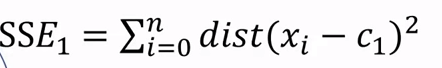 SSE₁ = ∑ⁿᵢ₌₀ dist(xᵢ − c₁)²